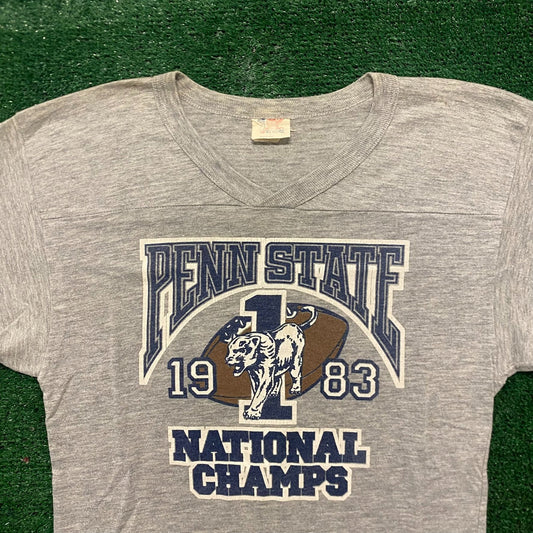 PENN STATE
1
19 83
NATIONAL
CHAMPS